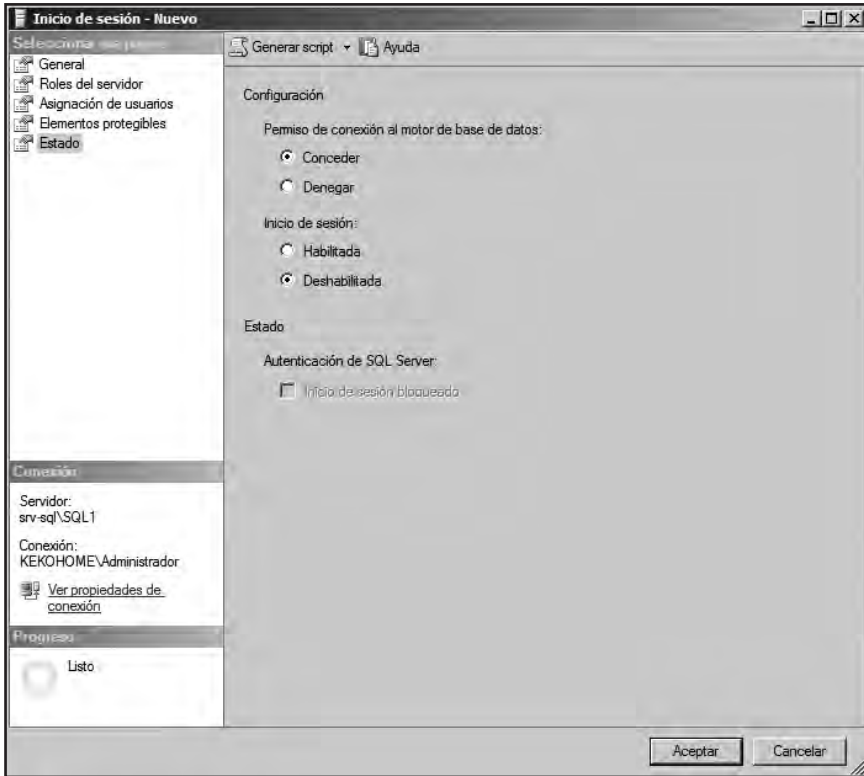 Inicio de sesión - Nuevo
Seleccionar
General
Roles del servidor
Asignación de usuarios
Elementos protegibles
Estado
Generar script
Ayuda
Configuración
Permiso de conexión al motor de base de datos:
Conceder
Denegar
Inicio de sesión:
Habilitada
Deshabilitada
Estado
Autenticación de SQL Server:
Inicio de sesión bloqueado
Conexión
Servidor:
srv-sql\SQL1
Conexión:
KEKOHOME\Administrador
Ver propiedades de
conexión
Progreso
Listo
Aceptar
Cancelar